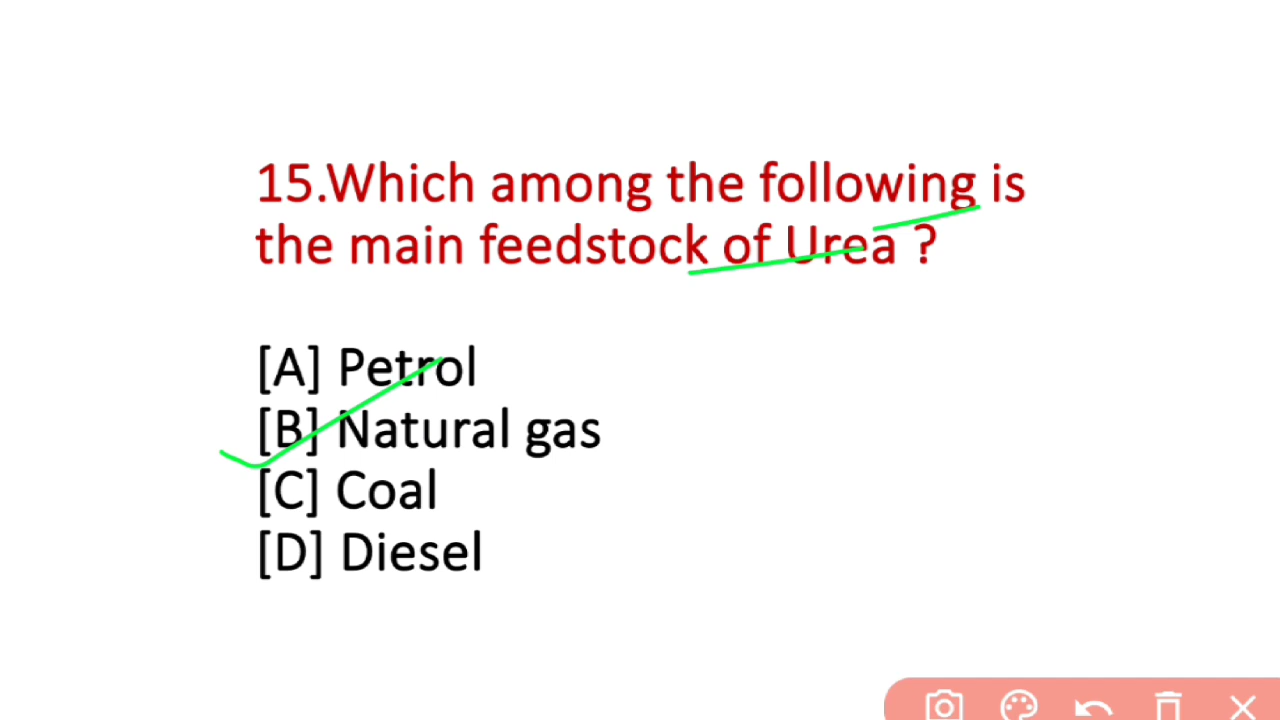 15.Which among the following is
the main feedstock of Urea ?
[A] Petrol
[B] Natural gas
[C] Coal
[D] Diesel